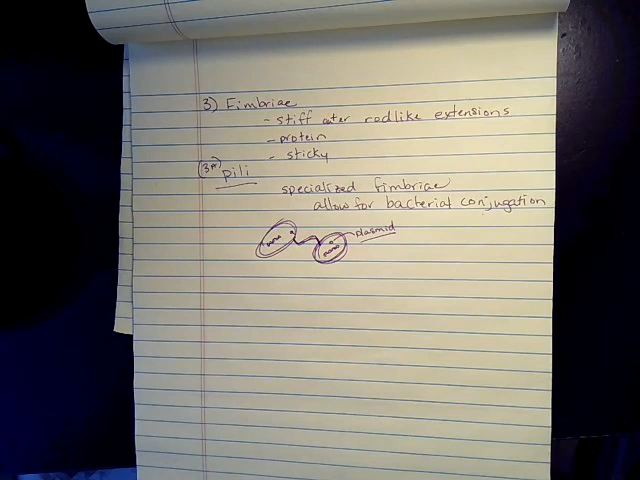 3) Fimbriae
- stiff outer rodlike extensions
- protein
- sticky
(3A) pili
specialized fimbriae
allow for bacterial conjugation
plasmid